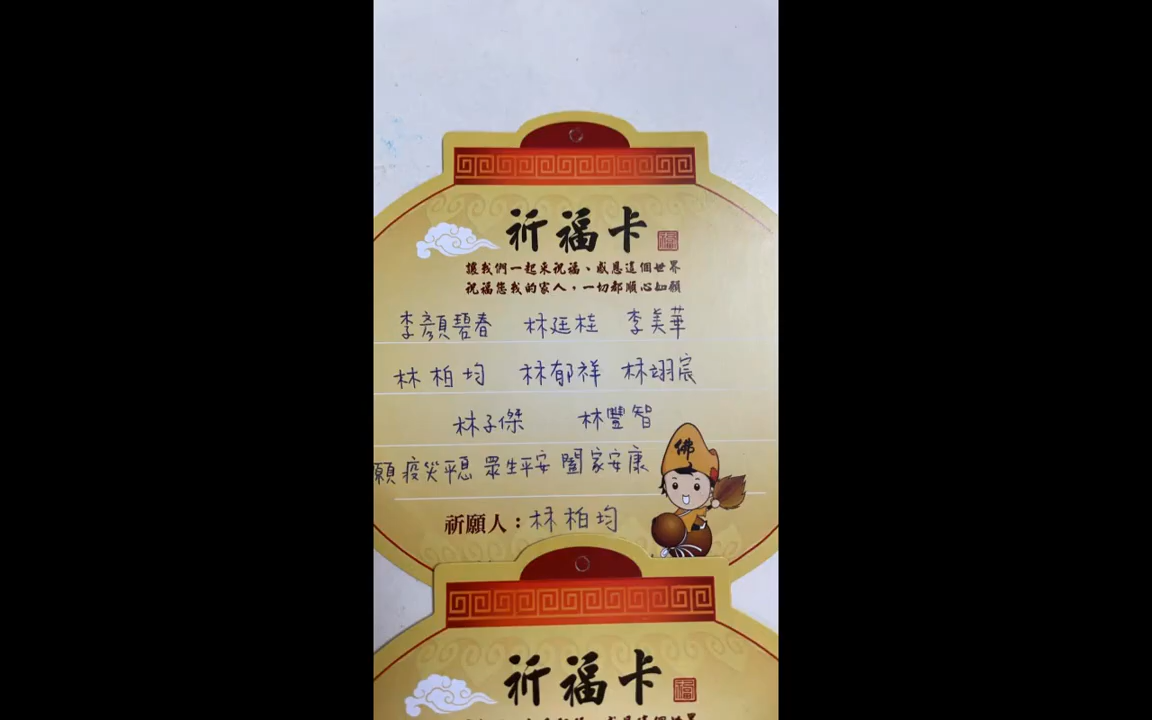 祈福卡
讓我們一起來祝福、感恩這個世界
祝福您我的家人，一切都順心如願
李彥頁碧春 林廷桂 李美華
林柏均 林郁祥 林翊宸
林子傑 林豐智
願疫災平息 眾生平安 闔家安康
佛
祈願人：林柏均
祈福卡